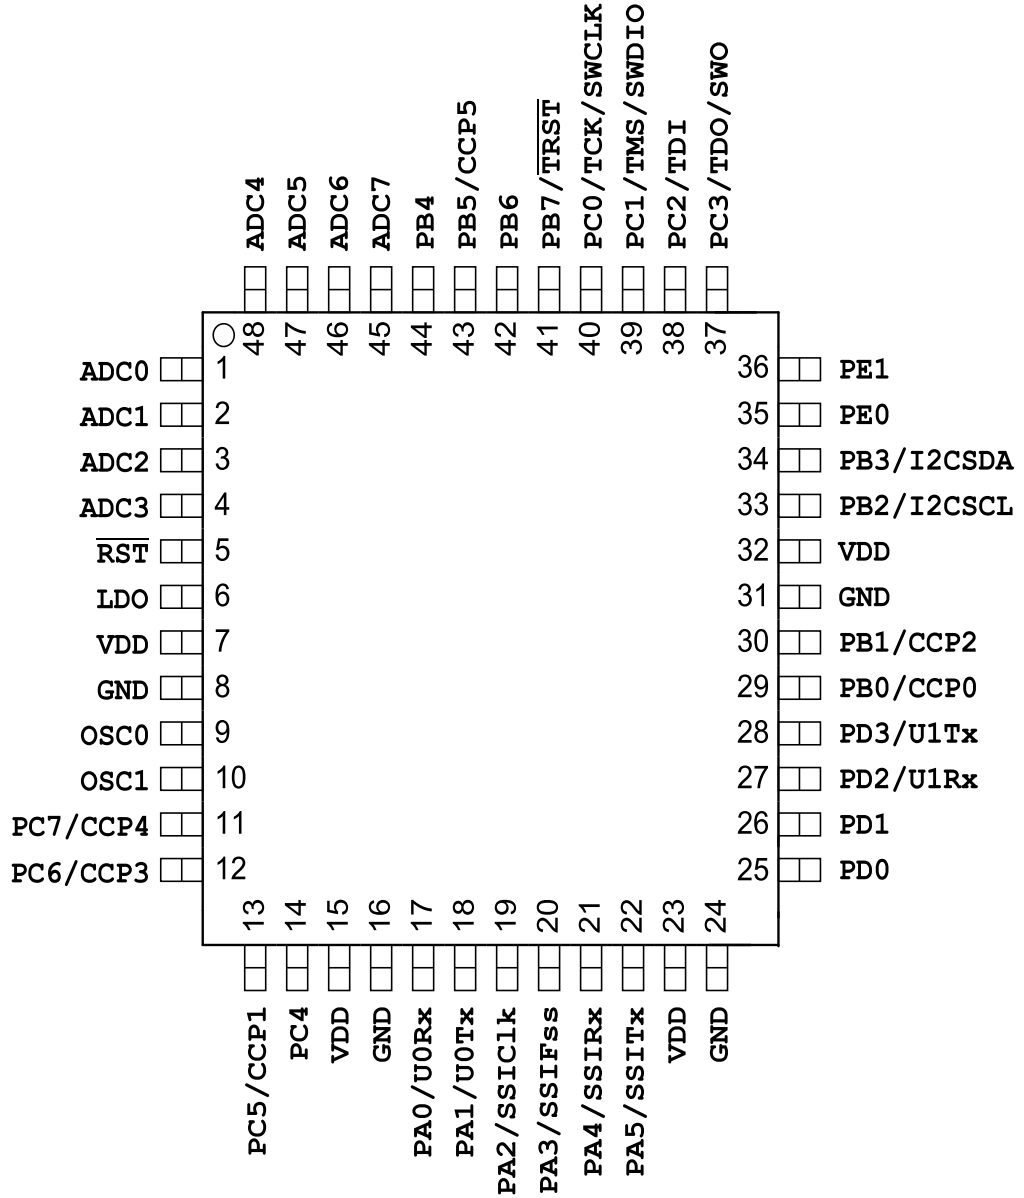 ADC4
ADC5
ADC6
ADC7
PB4
PB5/CCP5
PB6
PB7/TRST
PC0/TCK/SWCLK
PC1/TMS/SWDIO
PC2/TDI
PC3/TDO/SWO
48 47 46 45 44 43 42 41 40 39 38 37
ADC0 1
ADC1 2
ADC2 3
ADC3 4
RST 5
LDO 6
VDD 7
GND 8
OSC0 9
OSC1 10
PC7/CCP4 11
PC6/CCP3 12
36 PE1
35 PE0
34 PB3/I2CSDA
33 PB2/I2CSCL
32 VDD
31 GND
30 PB1/CCP2
29 PB0/CCP0
28 PD3/U1Tx
27 PD2/U1Rx
26 PD1
25 PD0
13 14 15 16 17 18 19 20 21 22 23 24
PC5/CCP1
PC4
VDD
GND
PA0/U0Rx
PA1/U0Tx
PA2/SSIClk
PA3/SSIFss
PA4/SSIRx
PA5/SSITx
VDD
GND